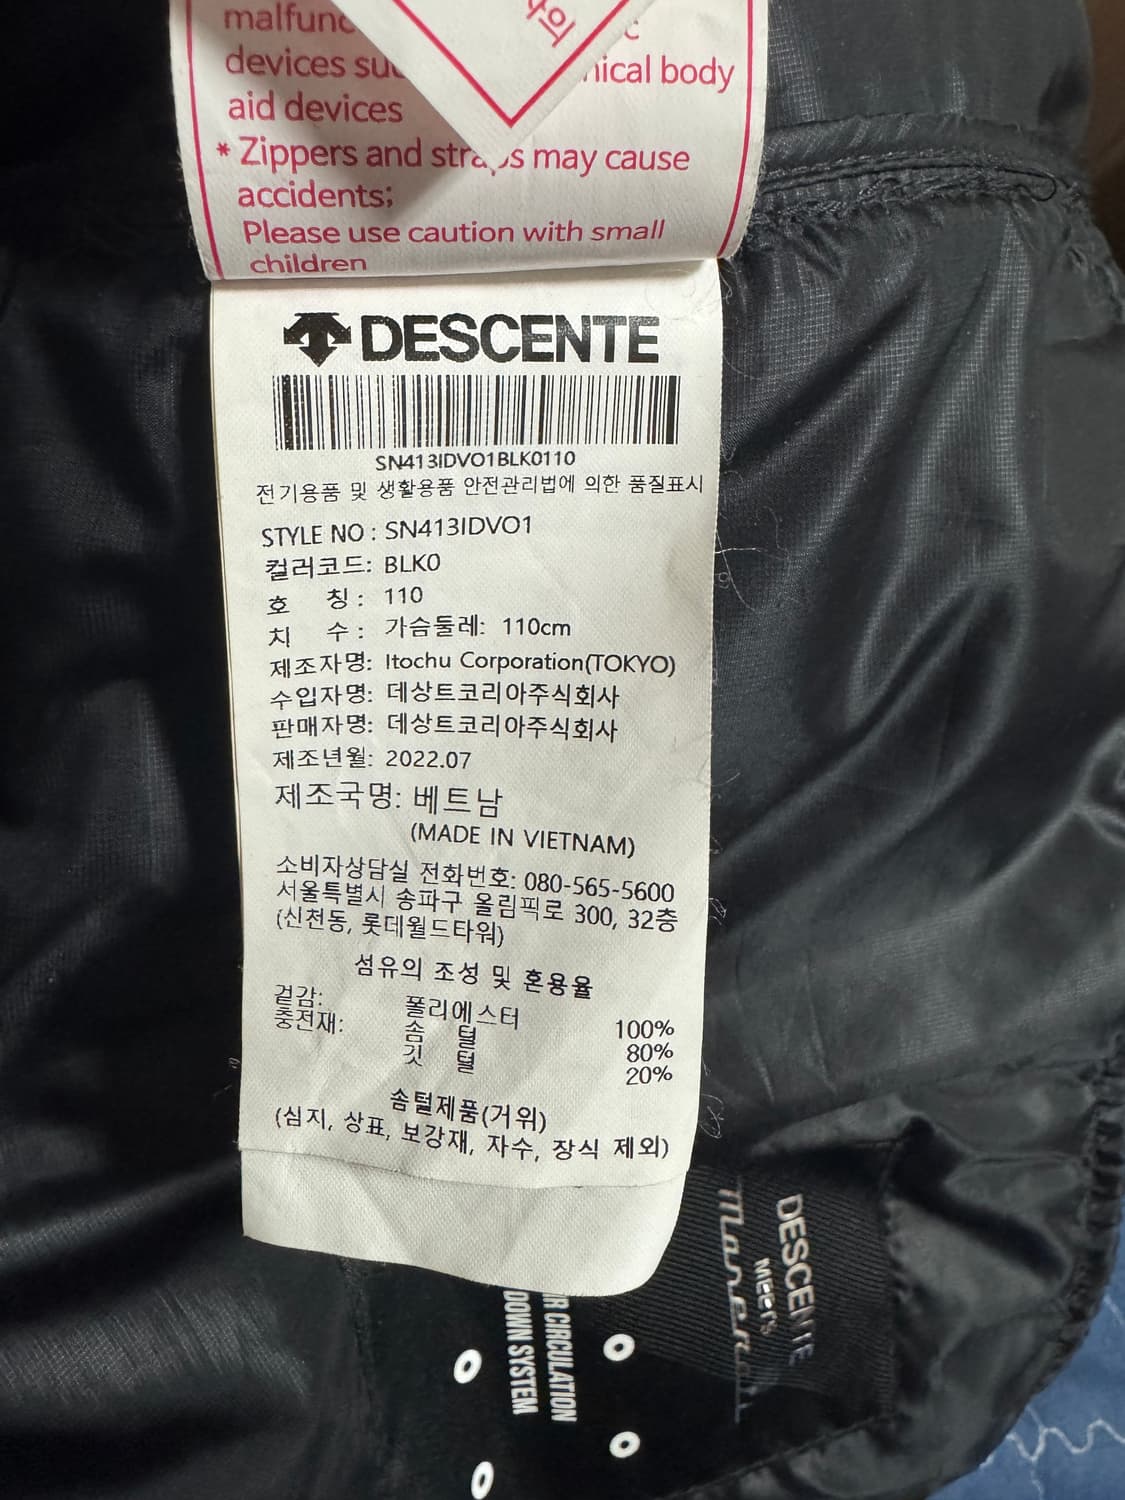 malfunc
devices su
nical body
aid devices
* Zippers and straps may cause
accidents;
Please use caution with small
children
DESCENTE
SN413IDVO1BLK0110
전기용품 및 생활용품 안전관리법에 의한 품질표시
STYLE NO : SN413IDVO1
컬러코드: BLK0
호 칭 : 110
치 수 : 가슴둘레: 110cm
제조자명: Itochu Corporation(TOKYO)
수입자명: 데상트코리아주식회사
판매자명: 데상트코리아주식회사
제조년월: 2022.07
제조국명: 베트남
(MADE IN VIETNAM)
소비자상담실 전화번호: 080-565-5600
서울특별시 송파구 올림픽로 300, 32층
(신천동, 롯데월드타워)
섬유의 조성 및 혼용율
겉감: 폴리에스터 100%
충전재: 솜 털 80%
깃 털 20%
솜털제품(거위)
(심지, 상표, 보강재, 자수, 장식 제외)
DESCENTE
MEETS
R CIRCULATION
DOWN SYSTEM